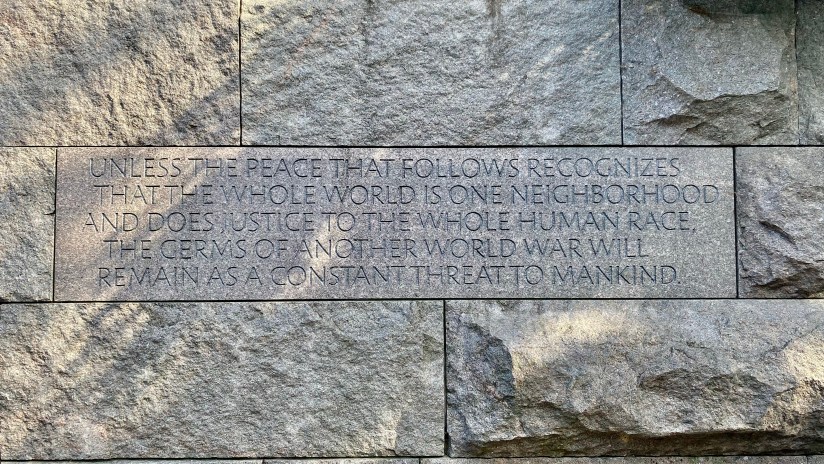 UNLESS THE PEACE THAT FOLLOWS RECOGNIZES
THAT THE WHOLE WORLD IS ONE NEIGHBORHOOD
AND DOES JUSTICE TO THE WHOLE HUMAN RACE,
THE GERMS OF ANOTHER WORLD WAR WILL
REMAIN AS A CONSTANT THREAT TO MANKIND.